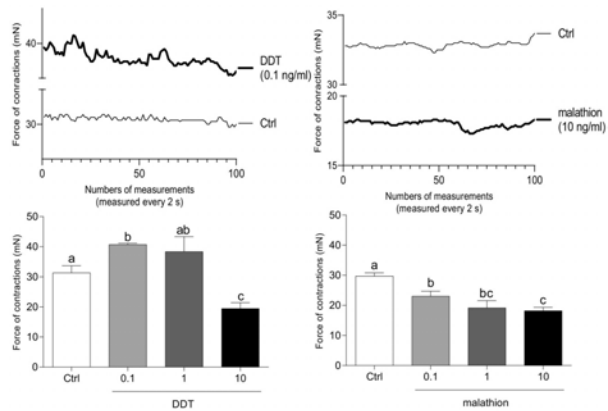 Force of conractions (mN)
40
30
DDT
(0.1 ng/ml)
Ctrl
0
50
100
Numbers of measurements
(measured every 2 s)
Force of contractions (mN)
35
33
20
15
Ctrl
malathion
(10 ng/ml)
0
50
100
Numbers of measurements
(measured every 2 s)
Force of contractions (mN)
50
40
30
20
10
0
a
b
ab
c
Ctrl
0.1
1
10
DDT
Force of contractions (mN)
50
40
30
20
10
0
a
b
bc
c
Ctrl
0.1
1
10
malathion